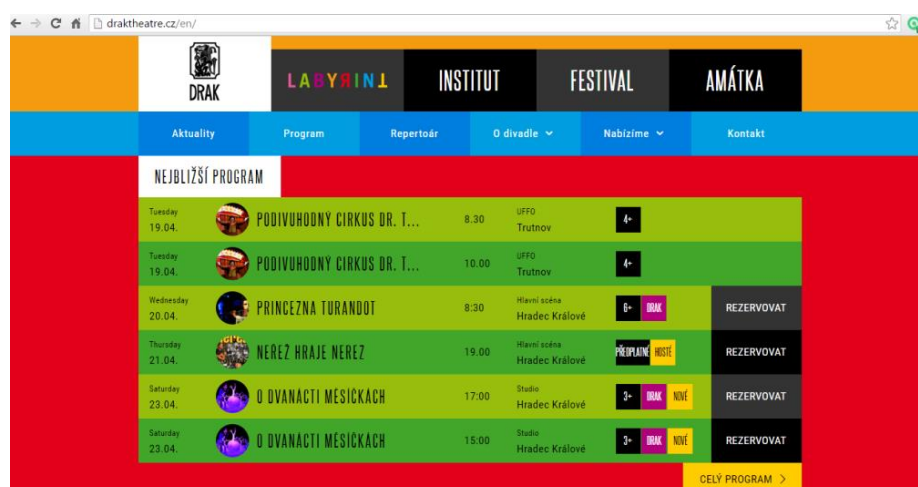 draktheatre.cz/en/
DRAK
LABYRINT
INSTITUT
FESTIVAL
AMÁTKA
Aktuality Program Repertoár O divadle Nabízíme Kontakt
NEJBLIŽŠÍ PROGRAM
Tuesday
19.04. PODIVUHODNÝ CIRKUS DR. T... 8.30 UFFO Trutnov 4+
Tuesday
19.04. PODIVUHODNÝ CIRKUS DR. T... 10.00 UFFO Trutnov 4+
Wednesday
20.04. PRINCEZNA TURANDOT 8:30 Hlavní scéna Hradec Králové 6+ DRAK REZERVOVAT
Thursday
21.04. NEREZ HRAJE NEREZ 19.00 Hlavní scéna Hradec Králové PŘEDPLATNÉ HOSTÉ REZERVOVAT
Saturday
23.04. O DVANÁCTI MĚSÍČKÁCH 17:00 Studio Hradec Králové 3+ DRAK NOVÉ REZERVOVAT
Saturday
23.04. O DVANÁCTI MĚSÍČKÁCH 15:00 Studio Hradec Králové 3+ DRAK NOVÉ REZERVOVAT
CELÝ PROGRAM